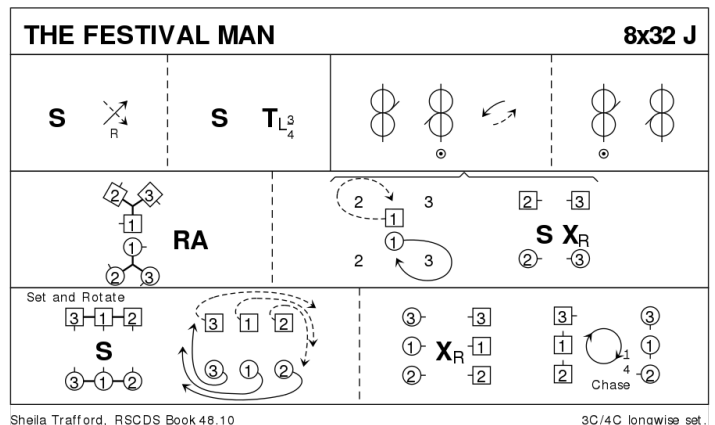 THE FESTIVAL MAN 8x32 J
S R S T L 3/4
2 3
1
1
2 3
RA
2 3
1
1
2 3
2 3
S X R
2 3
Set and Rotate
3 1 2
S
3 1 2
3 1 2
3 1 2
3 3
1 X R 1
2 2
3 3
1 1
2 1/4 2
Chase
Sheila Trafford, RSCDS Book 48.10 3C/4C longwise set.